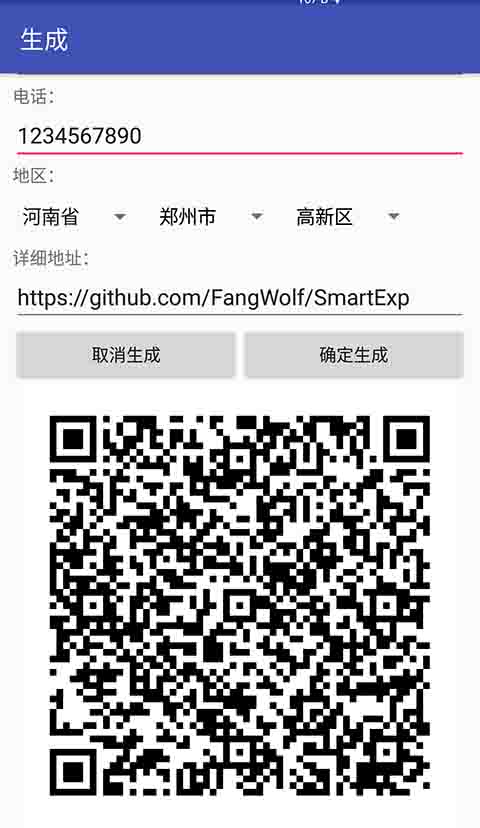 生成
电话：
1234567890
地区：
河南省 郑州市 高新区
详细地址：
https://github.com/FangWolf/SmartExp
取消生成 确定生成